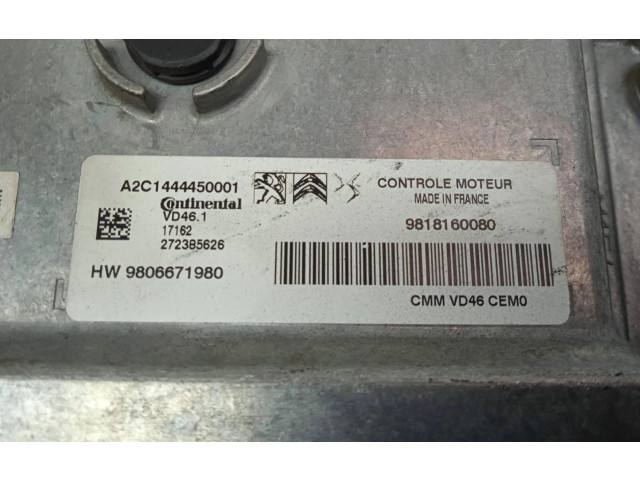 A2C1444450001
Continental
VD46.1
17162
272385626
HW 9806671980
CONTROLE MOTEUR
MADE IN FRANCE
9818160080
CMM VD46 CEM0